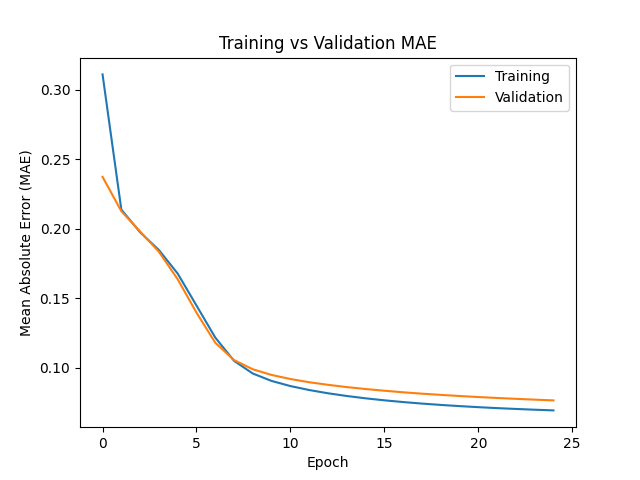 Training vs Validation MAE
Training
Validation
0.30
0.25
0.20
0.15
0.10
Mean Absolute Error (MAE)
0 5 10 15 20 25
Epoch